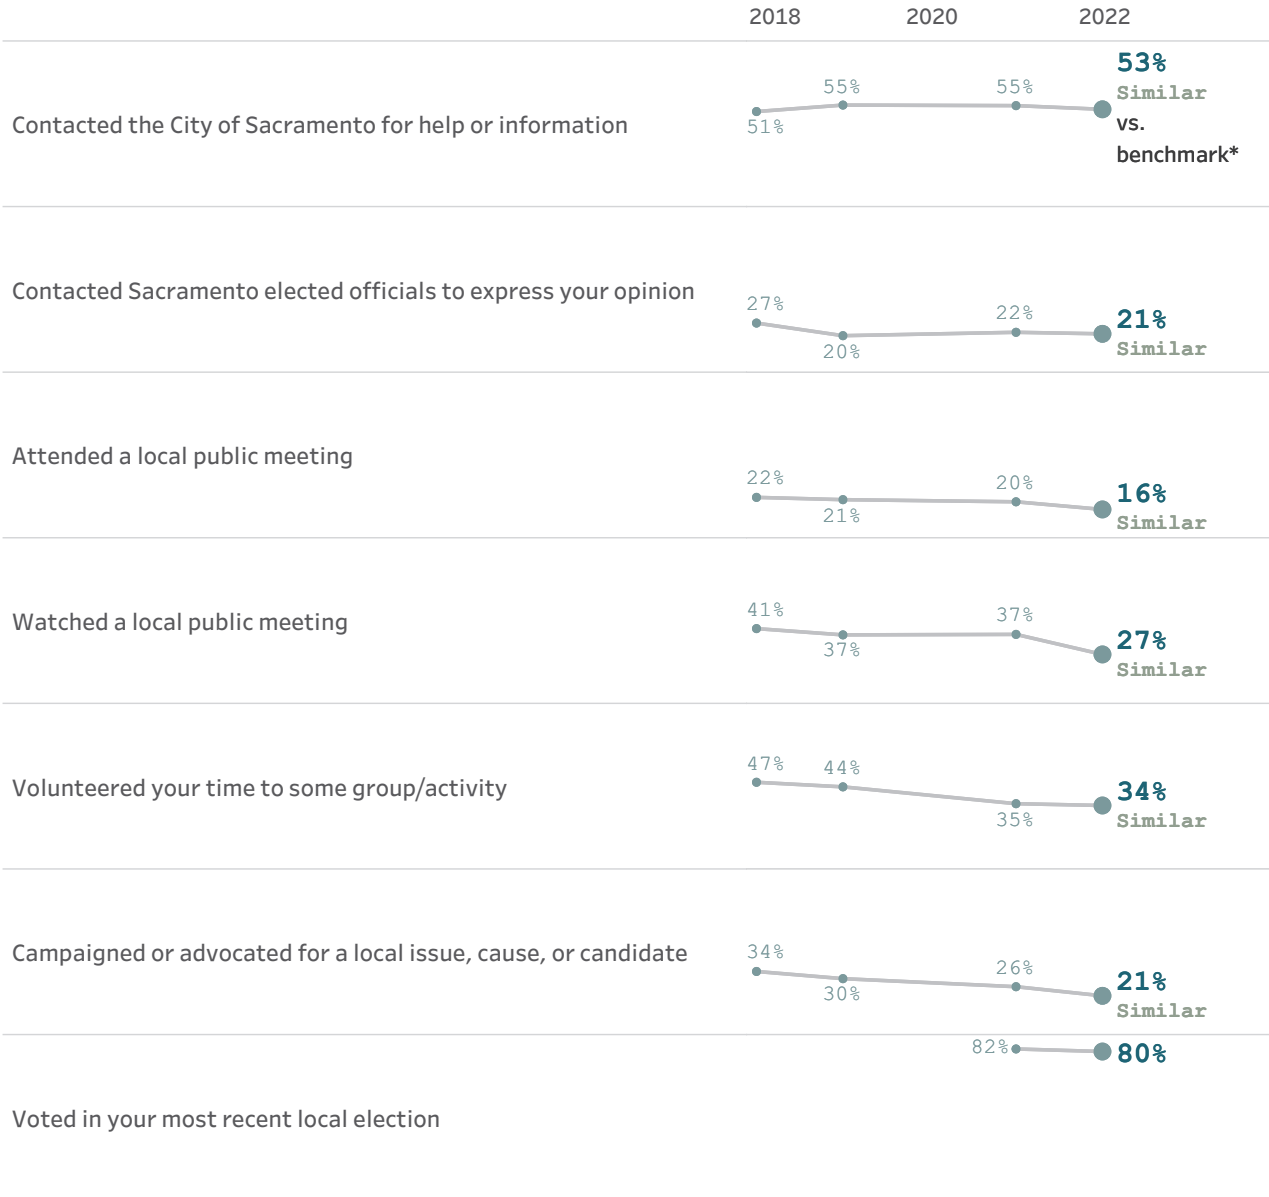 2018 2020 2022
Contacted the City of Sacramento for help or information
51%
55%
55%
53%
Similar
vs.
benchmark*
Contacted Sacramento elected officials to express your opinion
27%
20%
22%
21%
Similar
Attended a local public meeting
22%
21%
20%
16%
Similar
Watched a local public meeting
41%
37%
37%
27%
Similar
Volunteered your time to some group/activity
47%
44%
35%
34%
Similar
Campaigned or advocated for a local issue, cause, or candidate
34%
30%
26%
21%
Similar
Voted in your most recent local election
82%
80%